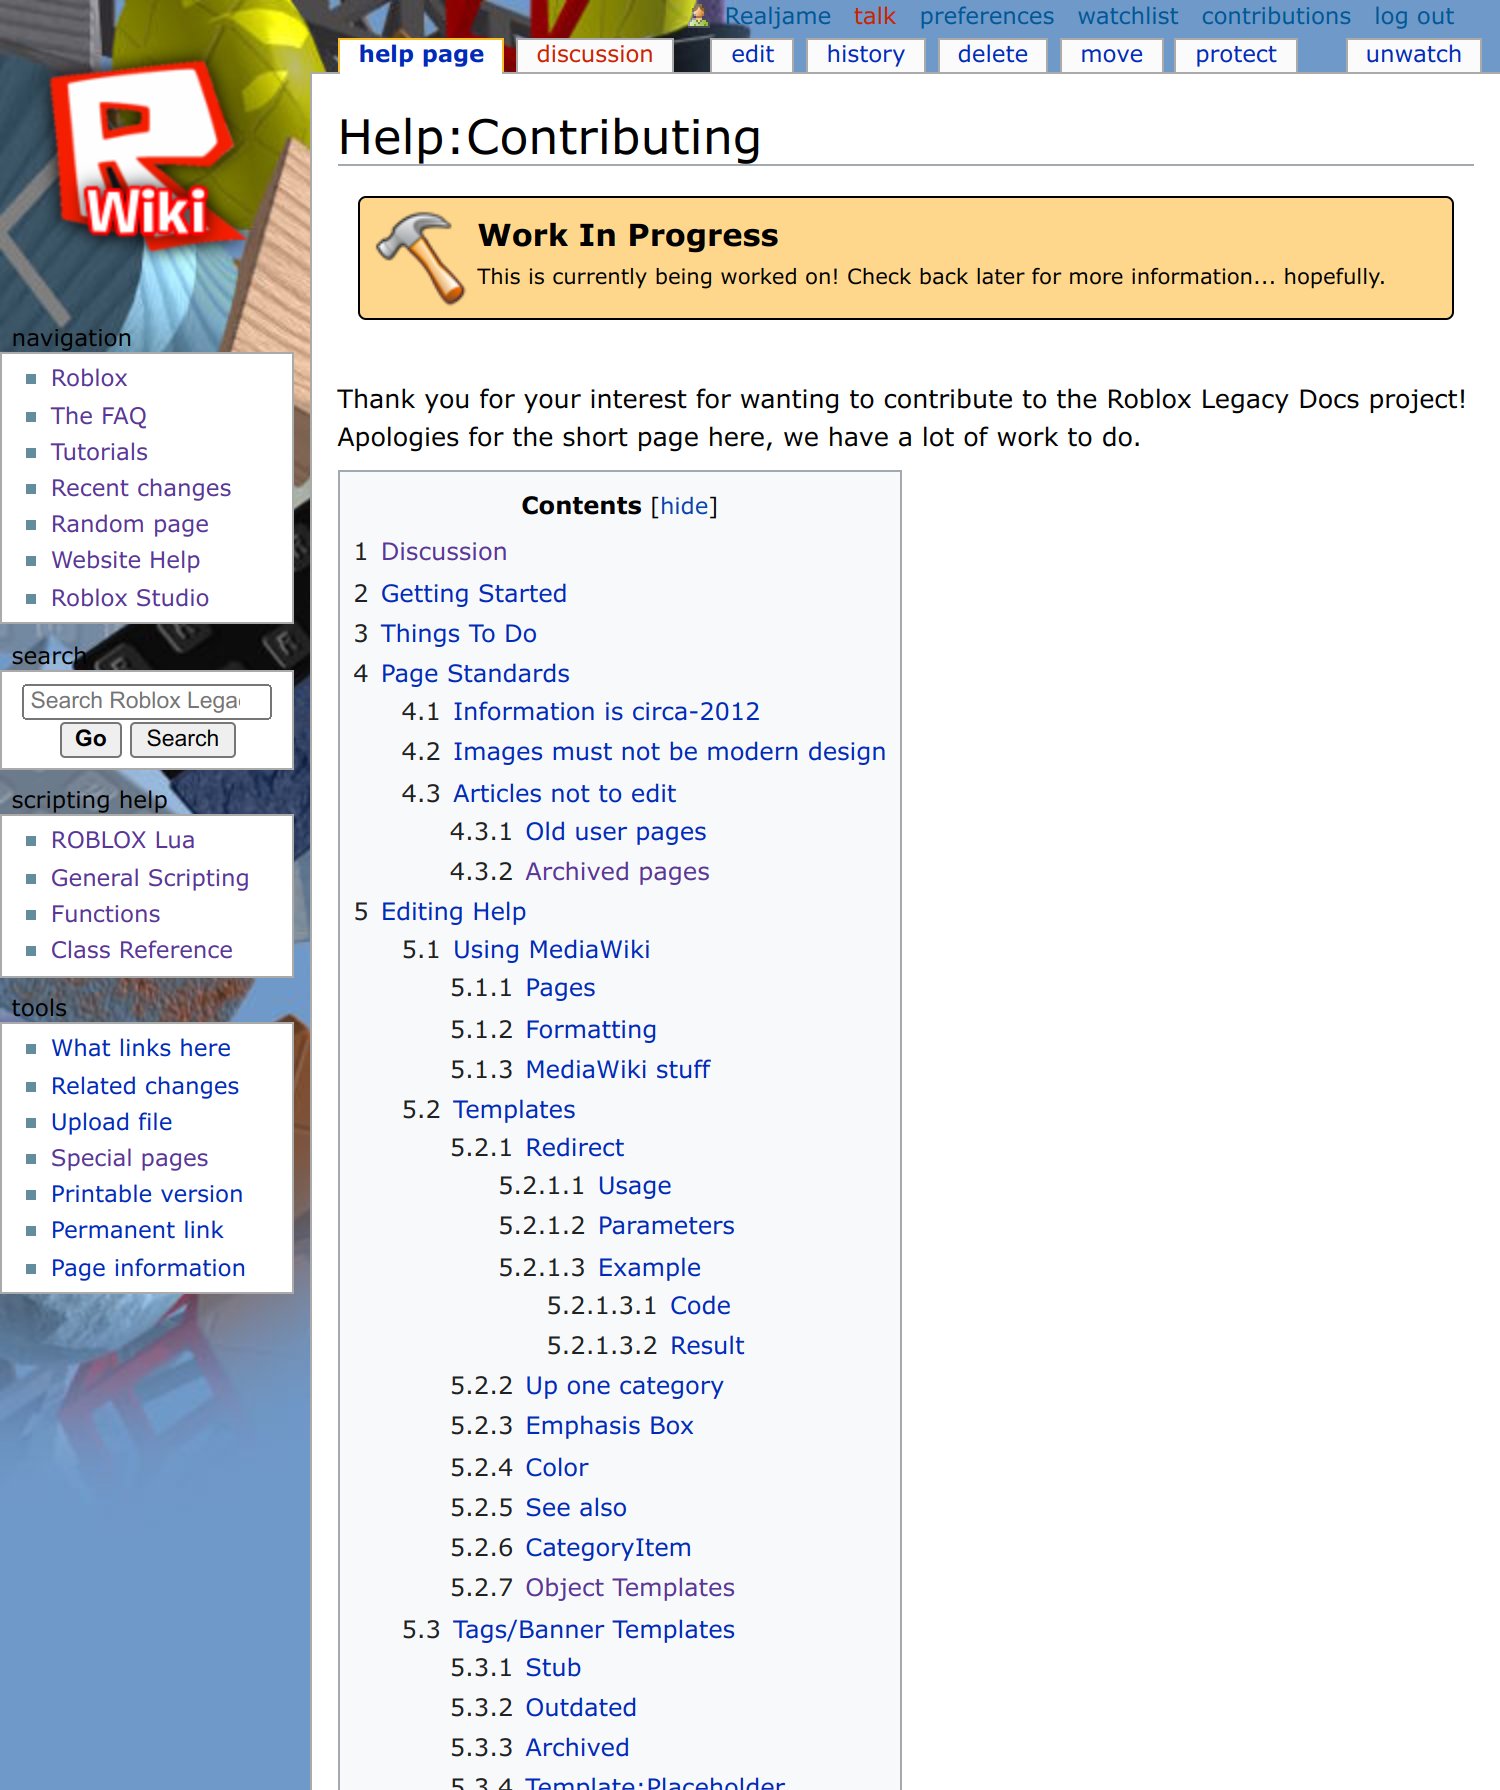 Realjame talk preferences watchlist contributions log out
help page discussion edit history delete move protect unwatch
R
Wiki
Help:Contributing
Work In Progress
This is currently being worked on! Check back later for more information... hopefully.
Thank you for your interest for wanting to contribute to the Roblox Legacy Docs project!
Apologies for the short page here, we have a lot of work to do.
navigation
Roblox
The FAQ
Tutorials
Recent changes
Random page
Website Help
Roblox Studio
search
Search Roblox Lega
Go Search
scripting help
ROBLOX Lua
General Scripting
Functions
Class Reference
tools
What links here
Related changes
Upload file
Special pages
Printable version
Permanent link
Page information
Contents [hide]
1 Discussion
2 Getting Started
3 Things To Do
4 Page Standards
4.1 Information is circa-2012
4.2 Images must not be modern design
4.3 Articles not to edit
4.3.1 Old user pages
4.3.2 Archived pages
5 Editing Help
5.1 Using MediaWiki
5.1.1 Pages
5.1.2 Formatting
5.1.3 MediaWiki stuff
5.2 Templates
5.2.1 Redirect
5.2.1.1 Usage
5.2.1.2 Parameters
5.2.1.3 Example
5.2.1.3.1 Code
5.2.1.3.2 Result
5.2.2 Up one category
5.2.3 Emphasis Box
5.2.4 Color
5.2.5 See also
5.2.6 CategoryItem
5.2.7 Object Templates
5.3 Tags/Banner Templates
5.3.1 Stub
5.3.2 Outdated
5.3.3 Archived
5.3.4 Template:Placeholder